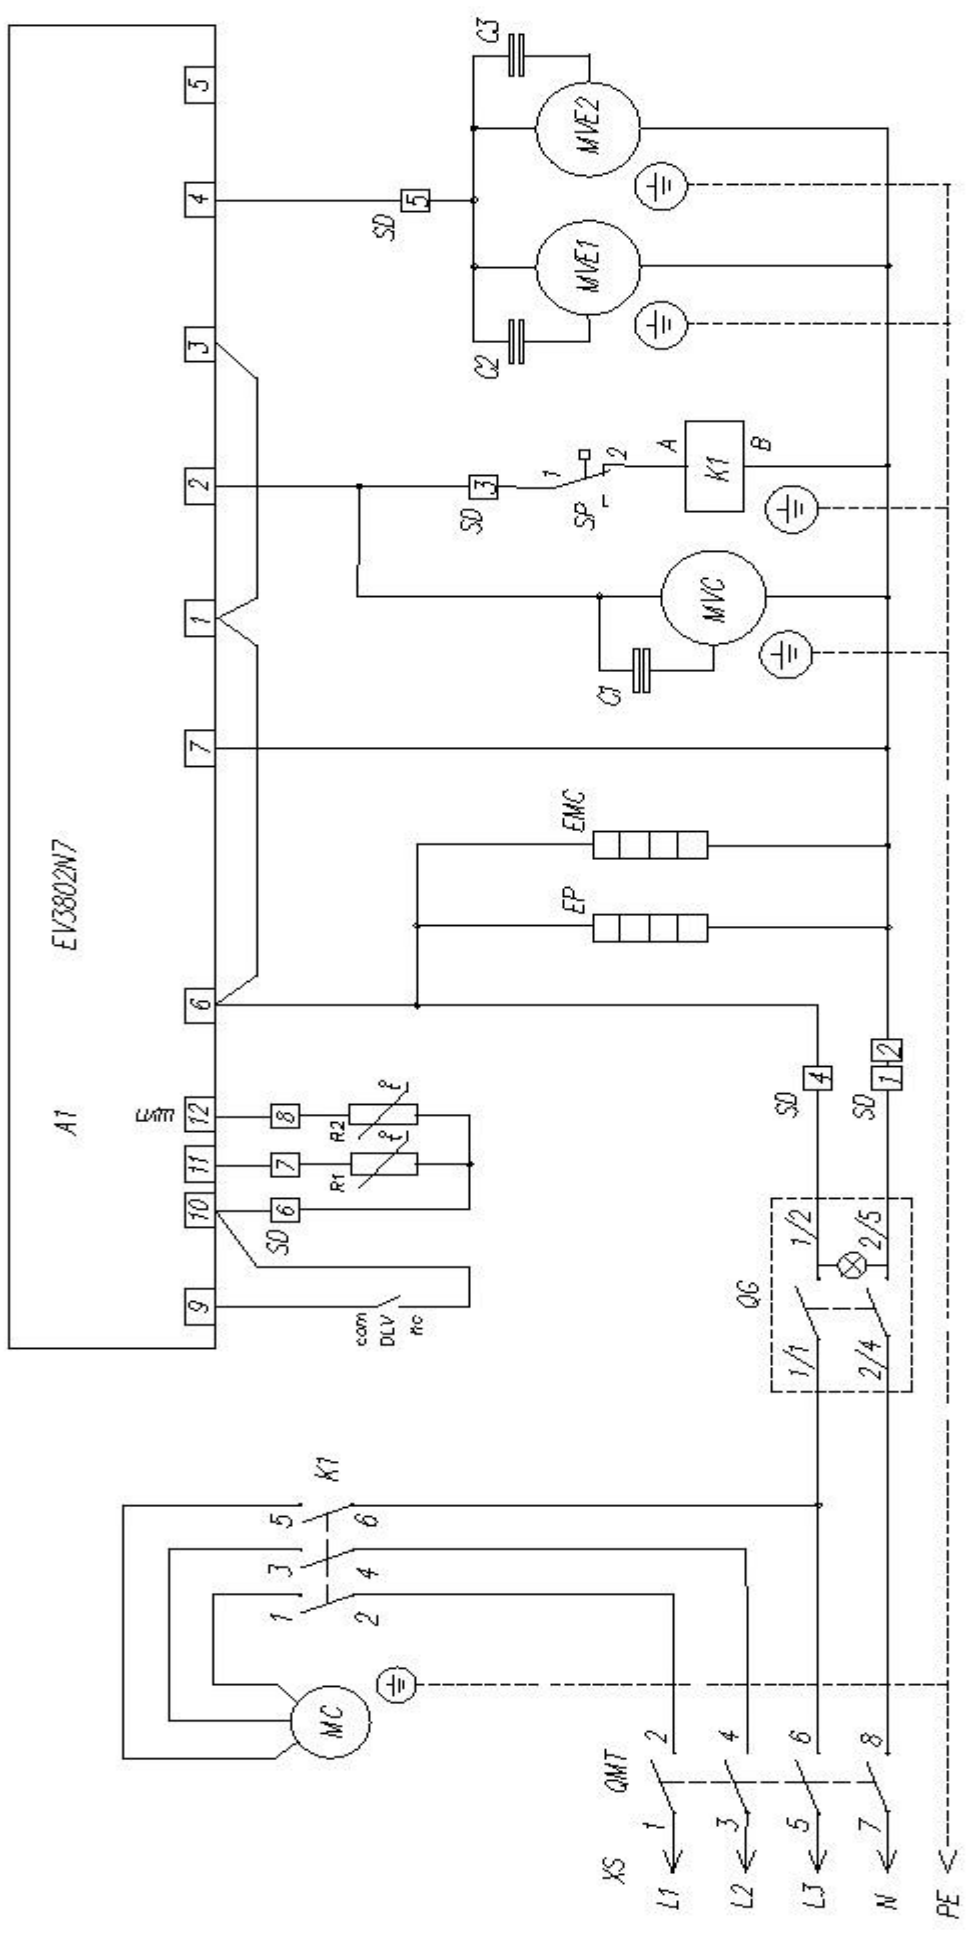 A1 EV3802N7
9 10 11 12 6 7 1 2 3 4 5
SD 6 7 8
K1
5 3 1
6 4 2
MC
com
DLV
nc
R1 t°
R2 t°
SD 5
SD 3
1
SP
2
C2
C3
MVE1
MVE2
EP
EMC
C1
MVC
A
K1
B
XS
QMT
L1 1 2
L2 3 4
L3 5 6
N 7 8
PE
QG
1/1 1/2
2/4 2/5
SD 4
SD 1 2